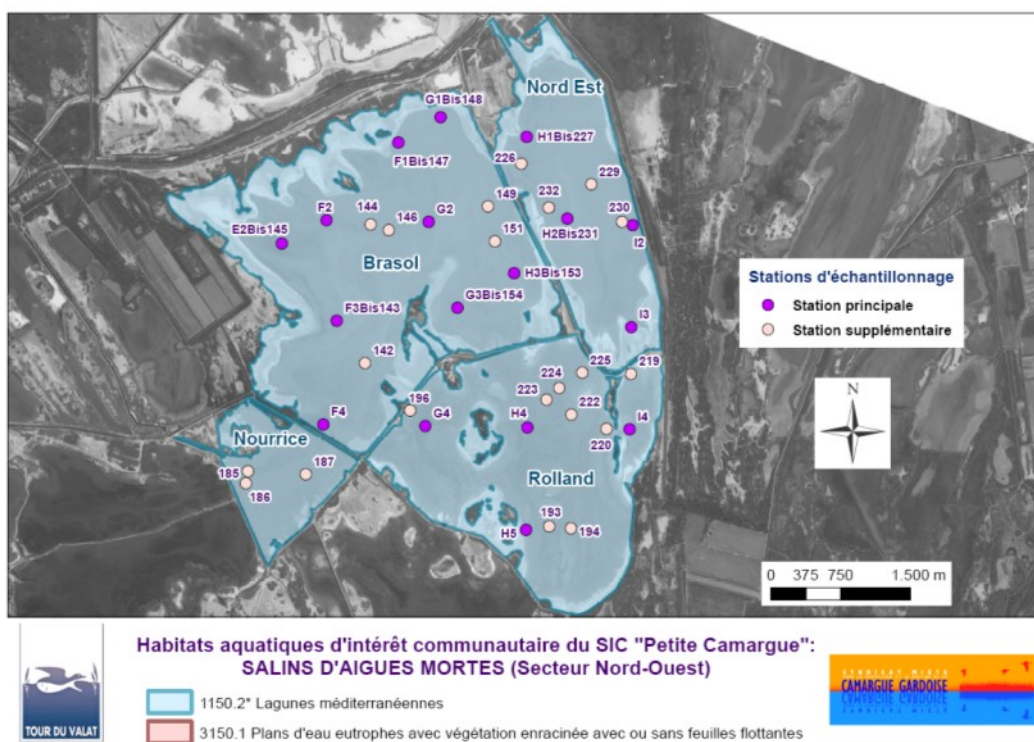 Nord Est
G1Bis148
H1Bis227
F1Bis147
226
229
149
232
230
F2
144
146
G2
H2Bis231
I2
E2Bis145
151
Brasol
H3Bis153
G3Bis154
F3Bis143
I3
142
225
219
224
223
222
196
G4
H4
220
I4
F4
Nourrice
185
187
186
Rolland
H5
193
194
Stations d'échantillonnage
Station principale
Station supplémentaire
N
0 375 750 1.500 m
Habitats aquatiques d'intérêt communautaire du SIC "Petite Camargue":
SALINS D'AIGUES MORTES (Secteur Nord-Ouest)
1150.2* Lagunes méditerranéennes
3150.1 Plans d'eau eutrophes avec végétation enracinée avec ou sans feuilles flottantes
TOUR DU VALAT
SYNDICAT MIXTE
CAMARGUE GARDOISE